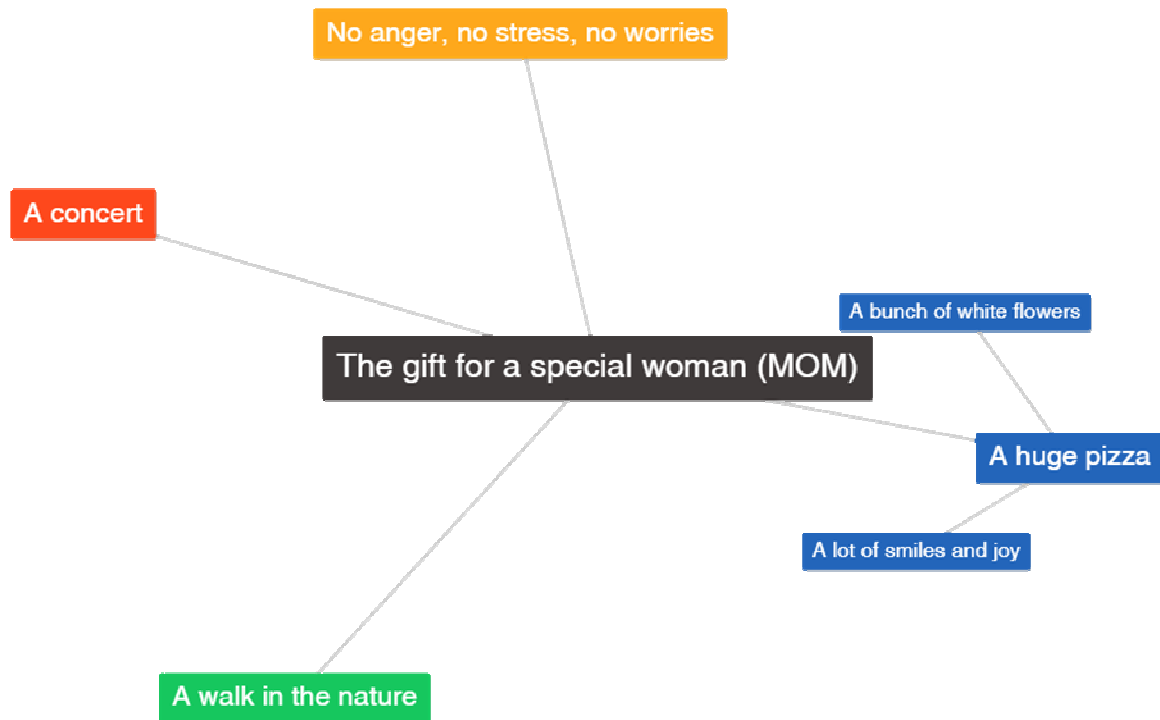 No anger, no stress, no worries
A concert
A bunch of white flowers
The gift for a special woman (MOM)
A huge pizza
A lot of smiles and joy
A walk in the nature